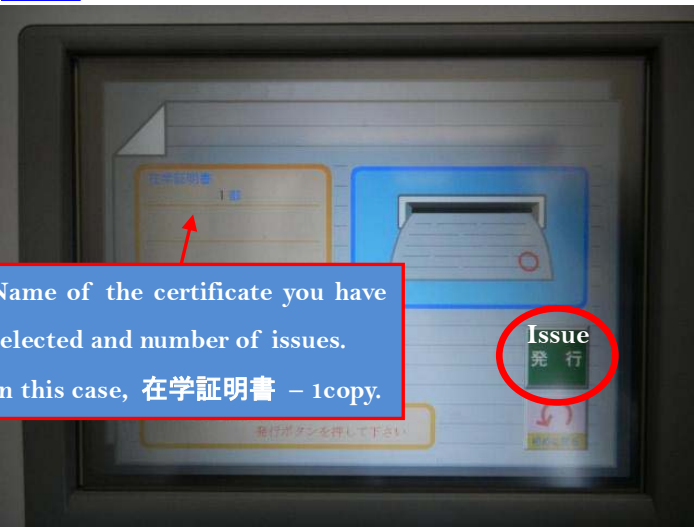 在学証明書
1部
Name of the certificate you have
selected and number of issues.
In this case, 在学証明書 – 1copy.
Issue
発 行
発行ボタンを押して下さい